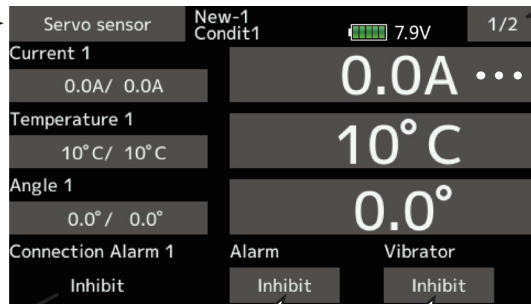 Servo sensor New-1 Condit1 7.9V 1/2
Current 1
0.0A/ 0.0A 0.0A ...
Temperature 1
10°C/ 10°C 10°C
Angle 1
0.0°/ 0.0° 0.0°
Connection Alarm 1 Alarm Vibrator
Inhibit Inhibit Inhibit